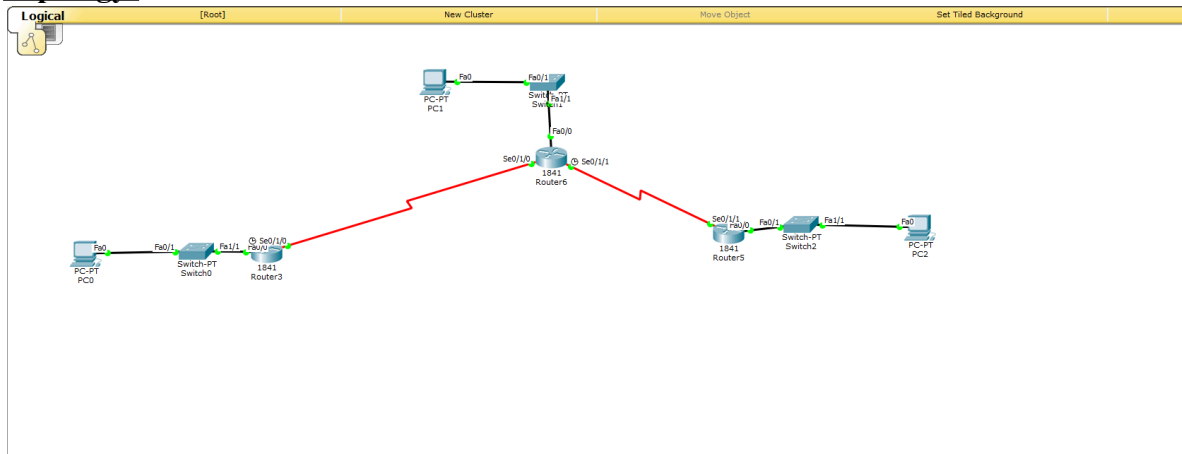 Logical [Root] New Cluster Move Object Set Tiled Background
Fa0 Fa0/1
PC-PT
PC1
Fa1/1
Switch1
Fa0/0
Se0/1/0 Se0/1/1
1841
Router6
Se0/1/1
Fa0/0 Fa0/1 Fa1/1 Fa0
1841
Router5
Switch-PT
Switch2
PC-PT
PC2
Se0/1/0
Fa0 Fa0/1 Fa1/1 Fa0/0
PC-PT
PC0
Switch-PT
Switch0
1841
Router3